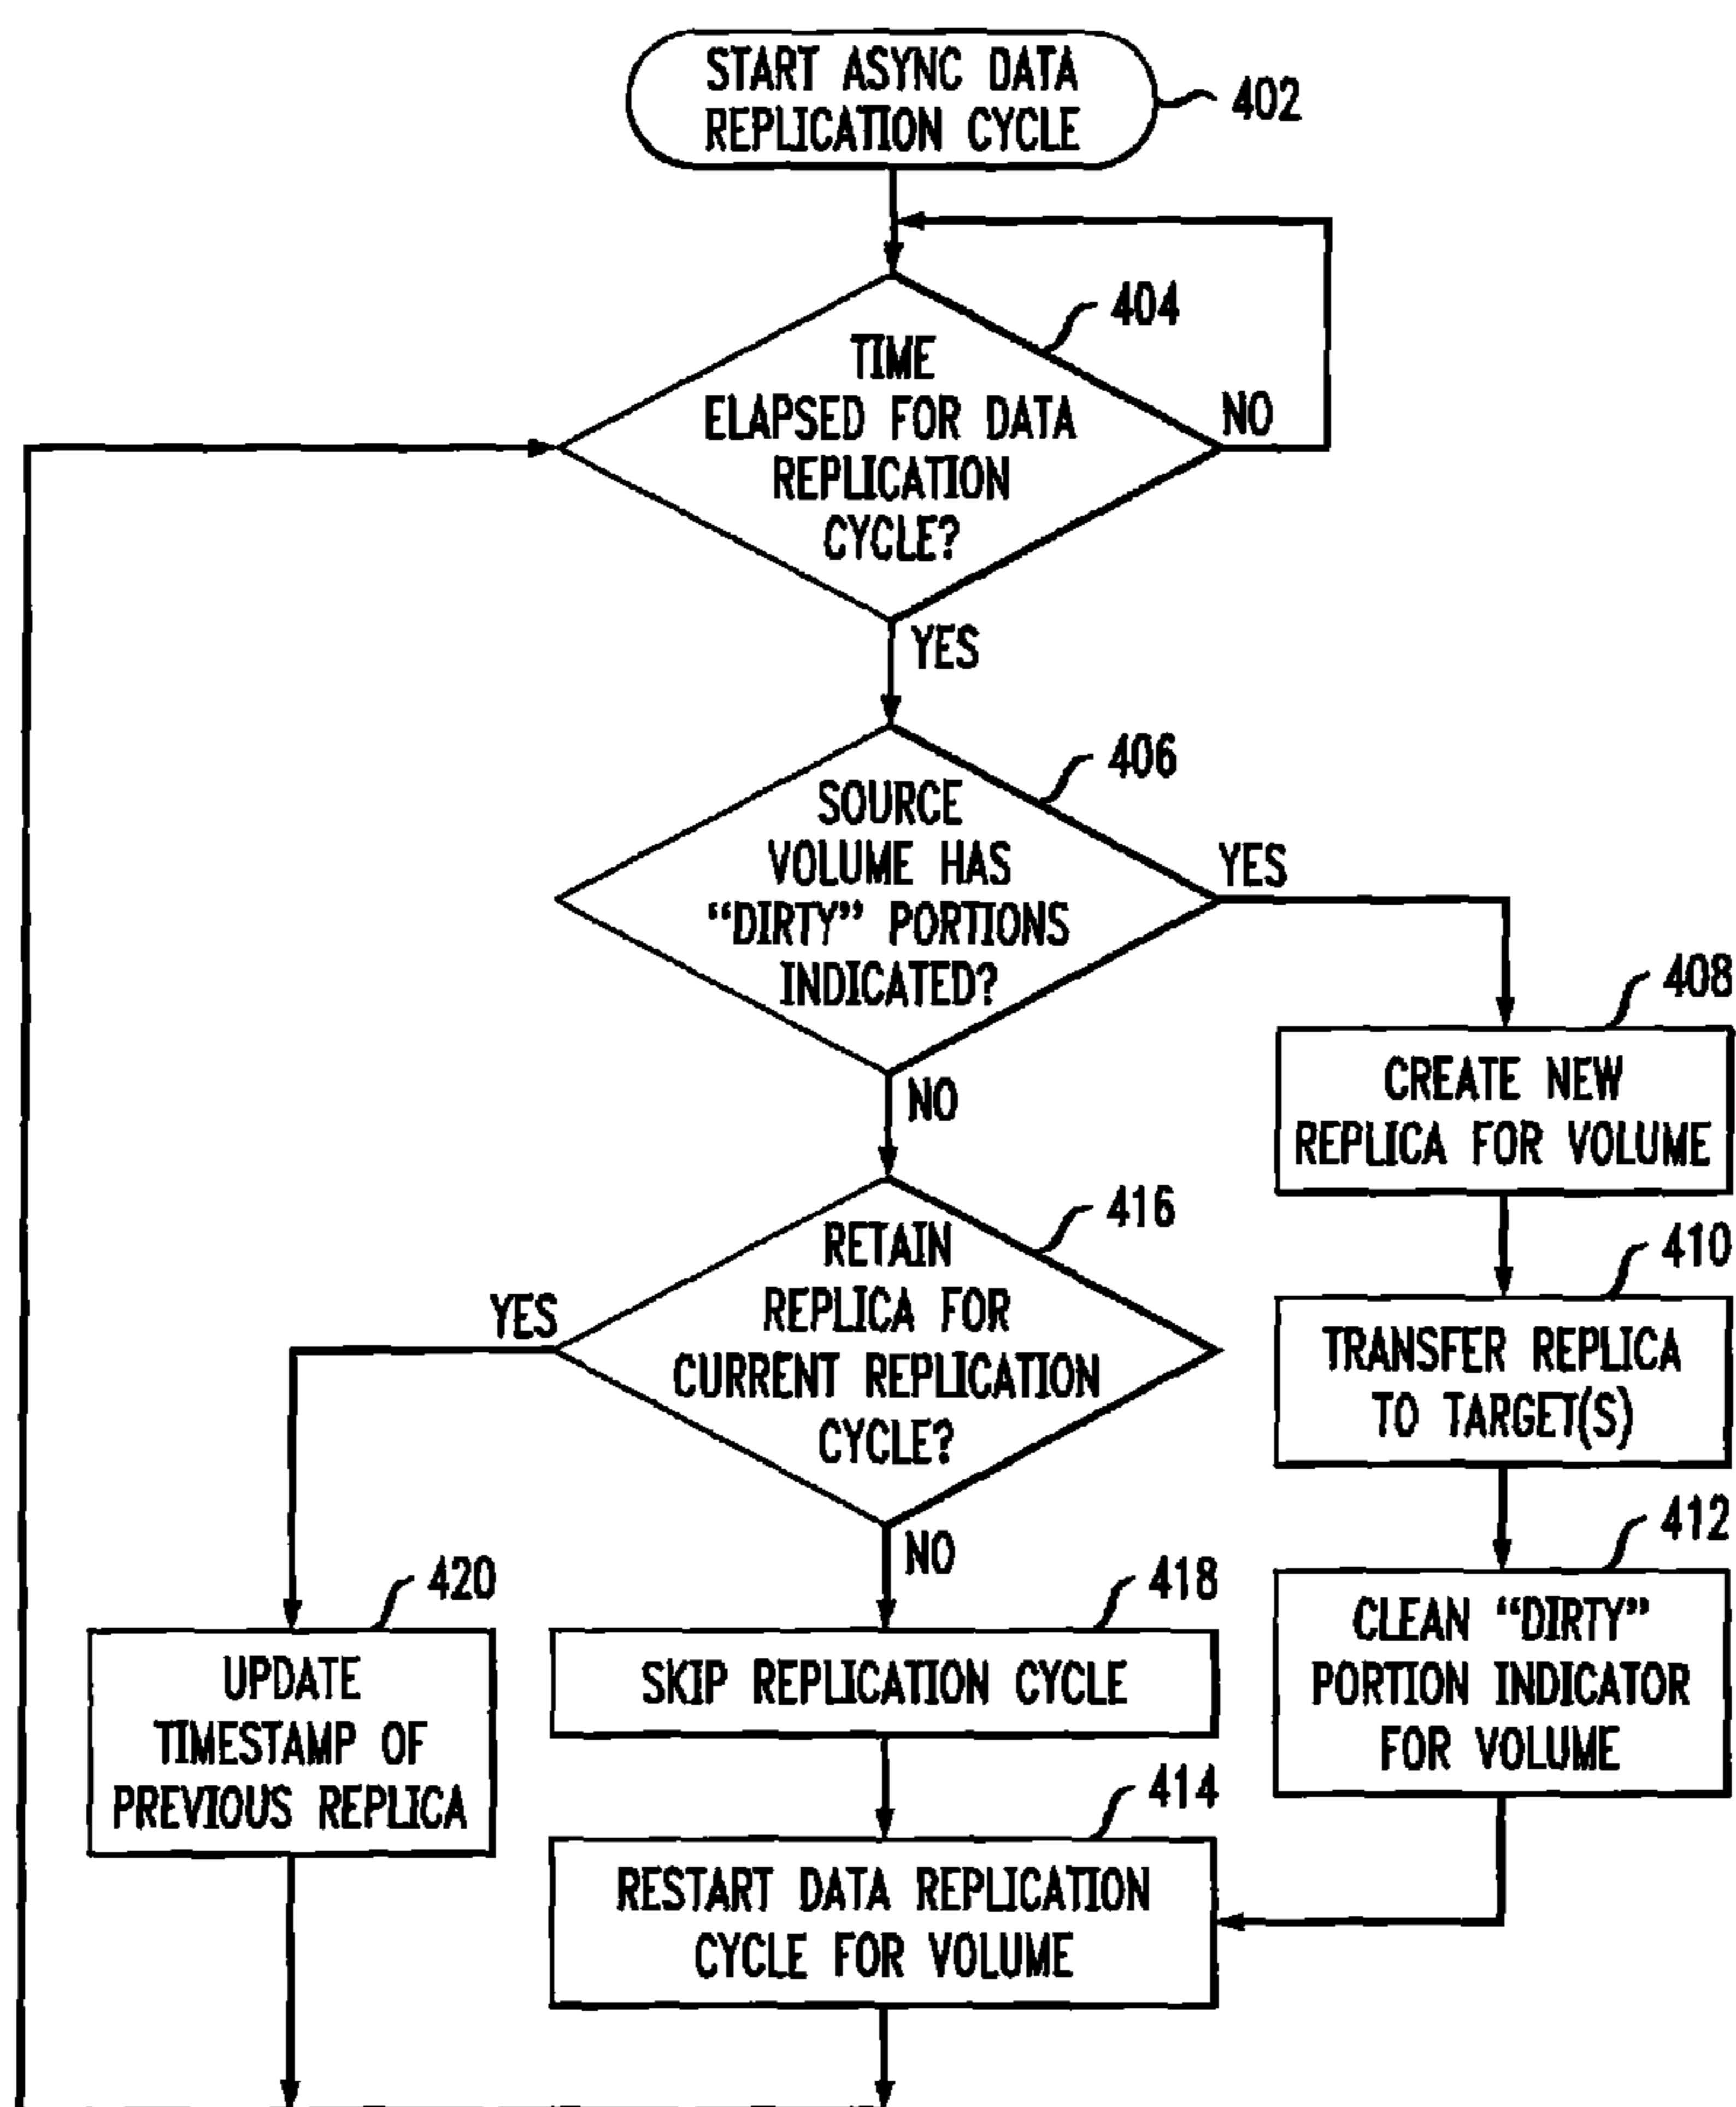 START ASYNC DATA
REPLICATION CYCLE
402
404
TIME
ELAPSED FOR DATA
REPLICATION
CYCLE?
NO
YES
406
SOURCE
VOLUME HAS
“DIRTY” PORTIONS
INDICATED?
YES
NO
408
CREATE NEW
REPLICA FOR VOLUME
410
TRANSFER REPLICA
TO TARGET(S)
412
CLEAN “DIRTY”
PORTION INDICATOR
FOR VOLUME
416
RETAIN
REPLICA FOR
CURRENT REPLICATION
CYCLE?
YES
NO
420
UPDATE
TIMESTAMP OF
PREVIOUS REPLICA
418
SKIP REPLICATION CYCLE
414
RESTART DATA REPLICATION
CYCLE FOR VOLUME